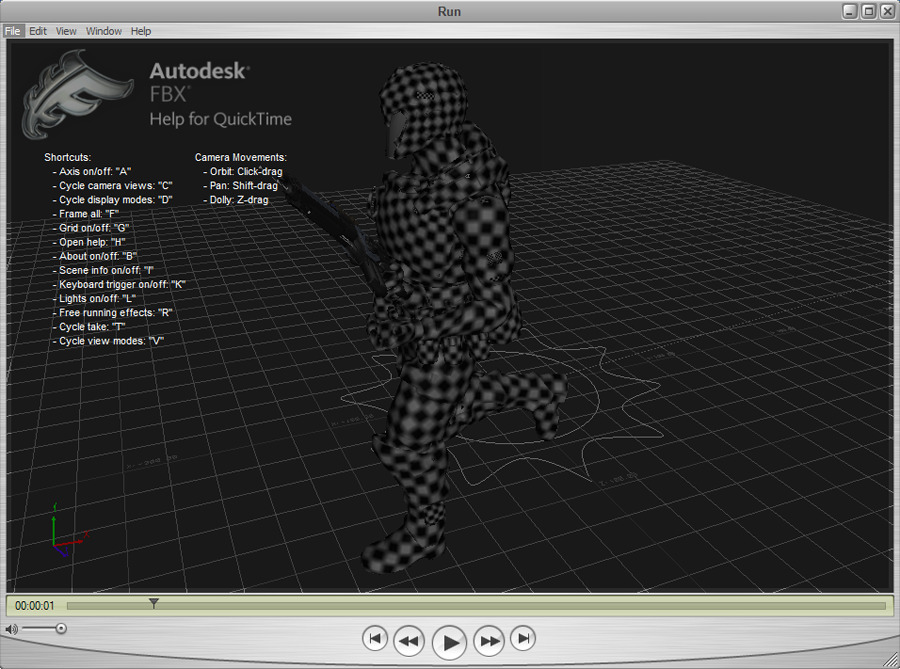 Run
File Edit View Window Help
Autodesk®
FBX®
Help for QuickTime
Shortcuts:
- Axis on/off: "A"
- Cycle camera views: "C"
- Cycle display modes: "D"
- Frame all: "F"
- Grid on/off: "G"
- Open help: "H"
- About on/off: "B"
- Scene info on/off: "I"
- Keyboard trigger on/off: "K"
- Lights on/off: "L"
- Free running effects: "R"
- Cycle take: "T"
- Cycle view modes: "V"
Camera Movements:
- Orbit: Click-drag
- Pan: Shift-drag
- Dolly: Z-drag
Y
X
00:00:01